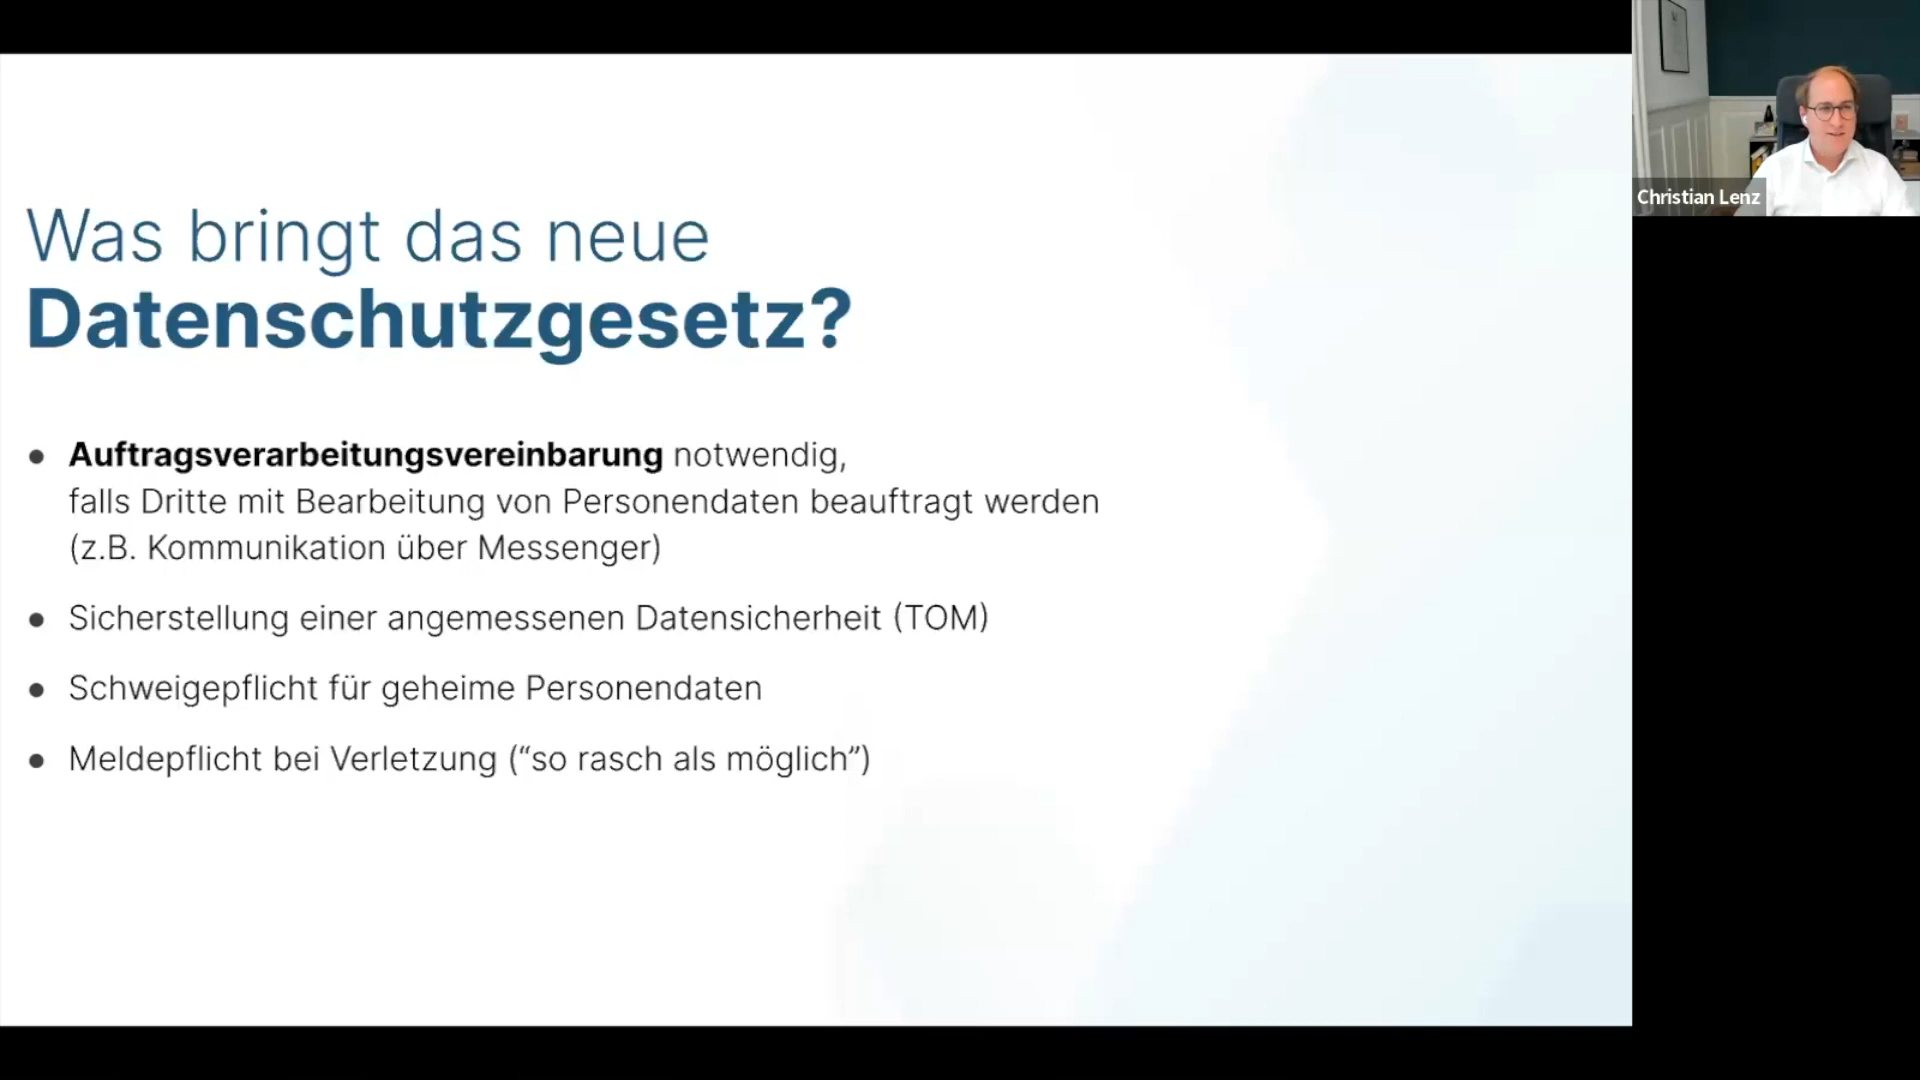 Was bringt das neue
Datenschutzgesetz?
● Auftragsverarbeitungsvereinbarung notwendig,
falls Dritte mit Bearbeitung von Personendaten beauftragt werden
(z.B. Kommunikation über Messenger)
● Sicherstellung einer angemessenen Datensicherheit (TOM)
● Schweigepflicht für geheime Personendaten
● Meldepflicht bei Verletzung (“so rasch als möglich”)
Christian Lenz